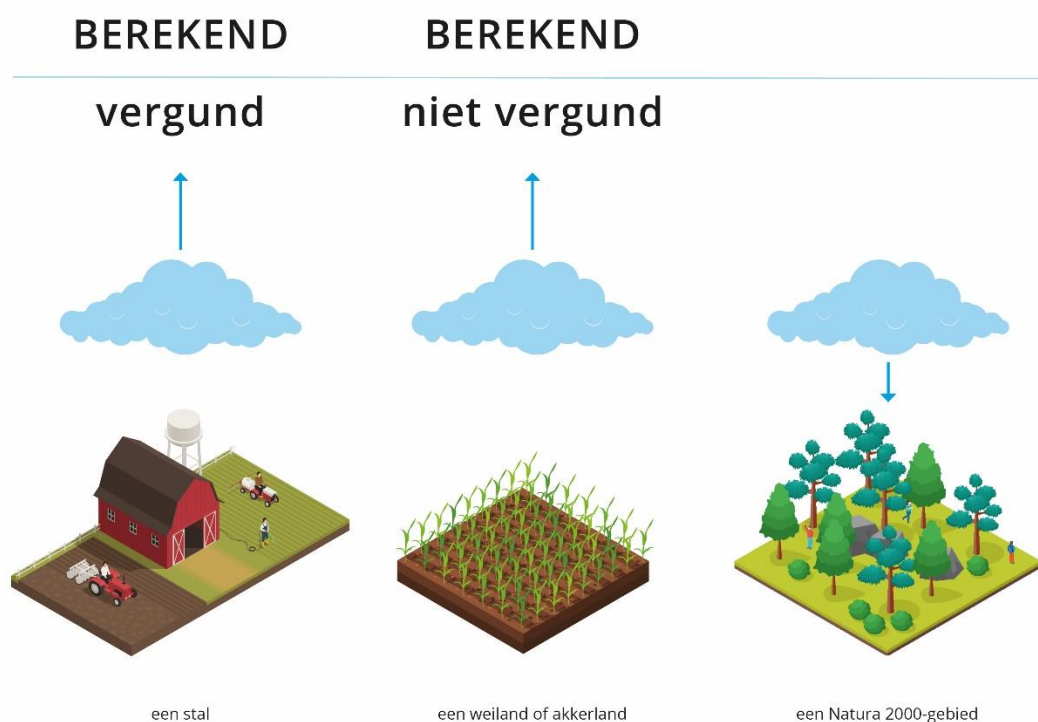 BEREKEND BEREKEND
vergund niet vergund
een stal een weiland of akkerland een Natura 2000-gebied